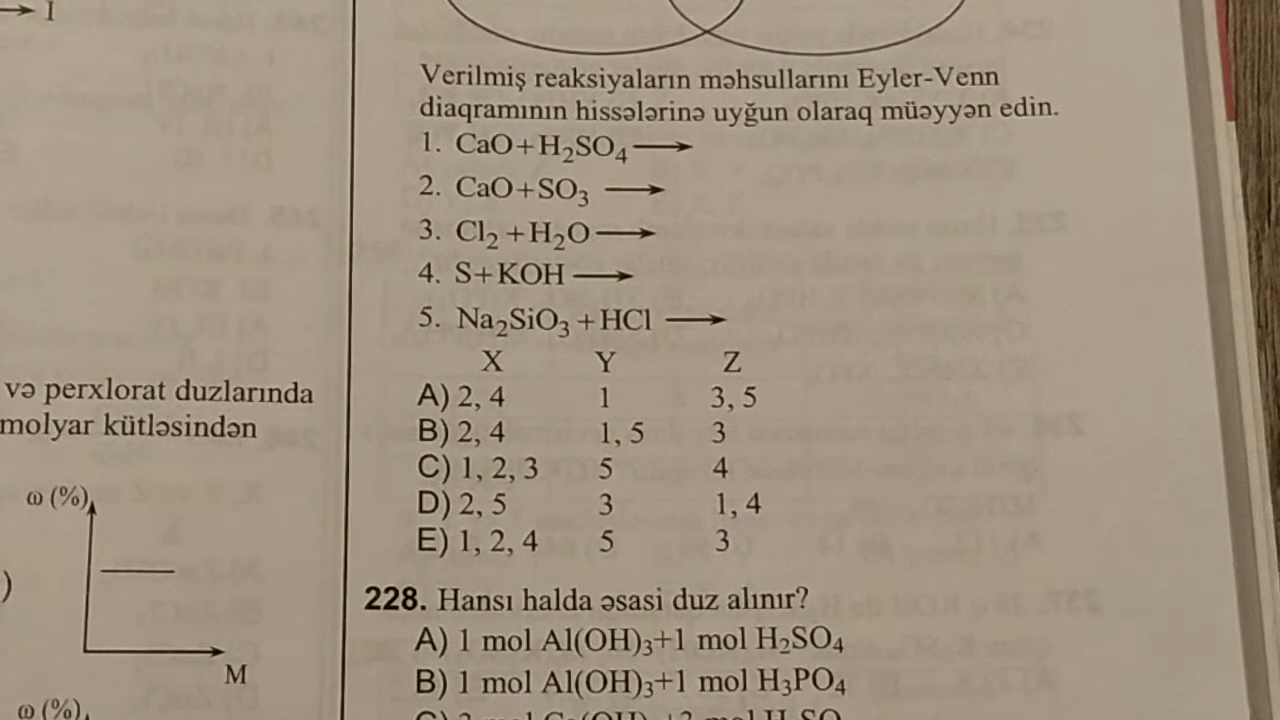 I
və perxlorat duzlarında
molyar kütləsindən
ω (%)
)
M
ω (%)
Verilmiş reaksiyaların məhsullarını Eyler-Venn
diaqramının hissələrinə uyğun olaraq müəyyən edin.
1. CaO+H₂SO₄ →
2. CaO+SO₃ →
3. Cl₂+H₂O →
4. S+KOH →
5. Na₂SiO₃+HCl →
X Y Z
A) 2, 4 1 3, 5
B) 2, 4 1, 5 3
C) 1, 2, 3 5 4
D) 2, 5 3 1, 4
E) 1, 2, 4 5 3
228. Hansı halda əsasi duz alınır?
A) 1 mol Al(OH)₃+1 mol H₂SO₄
B) 1 mol Al(OH)₃+1 mol H₃PO₄